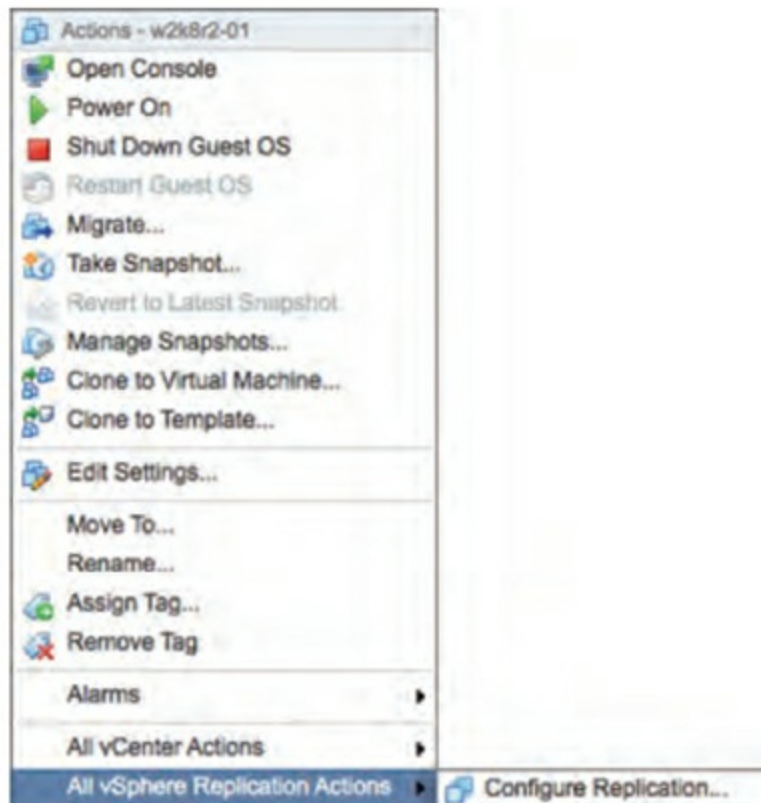 Actions - w2k8r2-01
Open Console
Power On
Shut Down Guest OS
Restart Guest OS
Migrate...
Take Snapshot...
Revert to Latest Snapshot
Manage Snapshots...
Clone to Virtual Machine...
Clone to Template...
Edit Settings...
Move To...
Rename...
Assign Tag...
Remove Tag
Alarms
All vCenter Actions
All vSphere Replication Actions
Configure Replication...